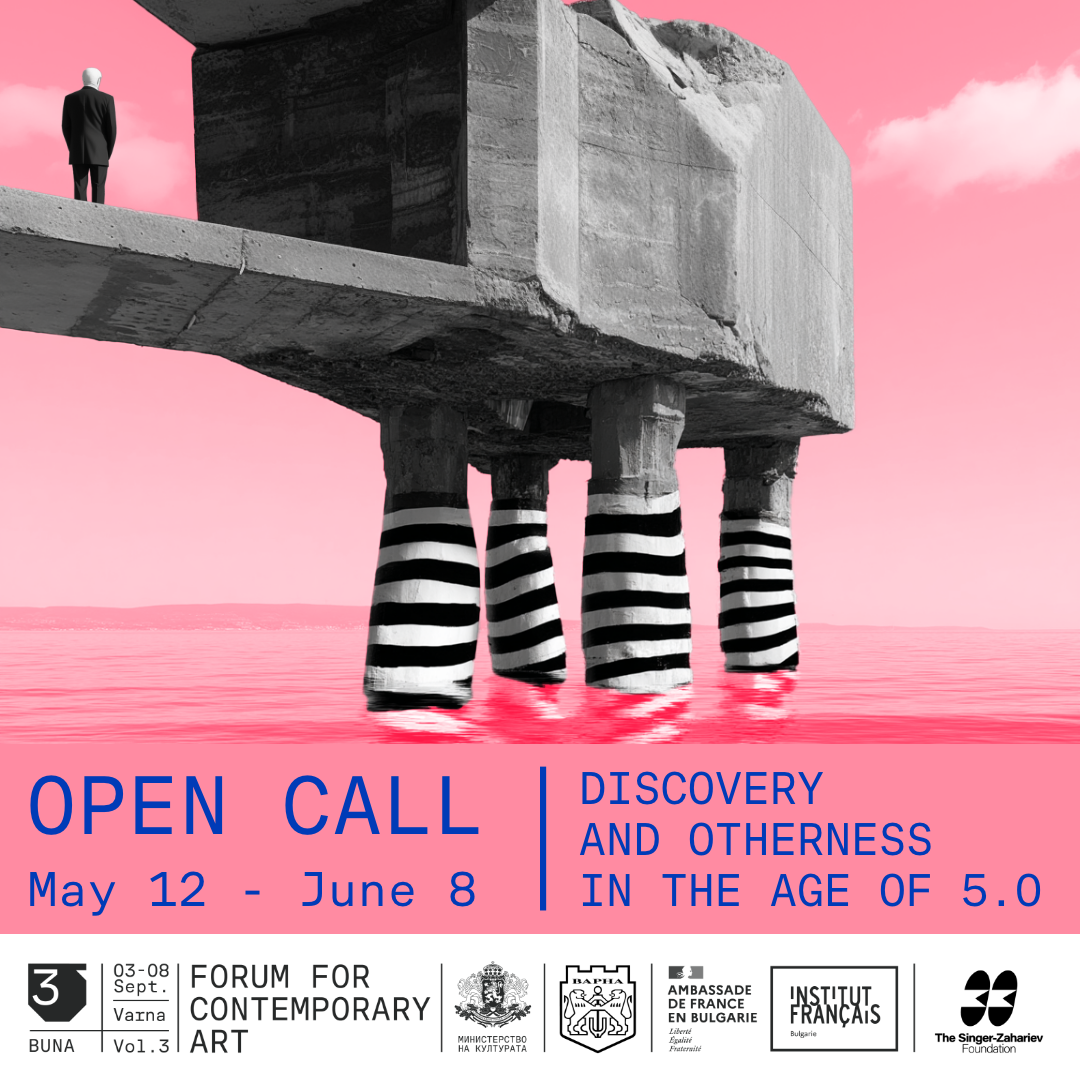 OPEN CALL
May 12 - June 8
DISCOVERY
AND OTHERNESS
IN THE AGE OF 5.0
3
BUNA
03-08
Sept.
Varna
Vol.3
FORUM FOR
CONTEMPORARY
ART
МИНИСТЕРСТВО
НА КУЛТУРАТА
ВАРНА
AMBASSADE
DE FRANCE
EN BULGARIE
Liberté
Égalité
Fraternité
INSTITUT
FRANÇAIS
Bulgarie
The Singer-Zahariev
Foundation